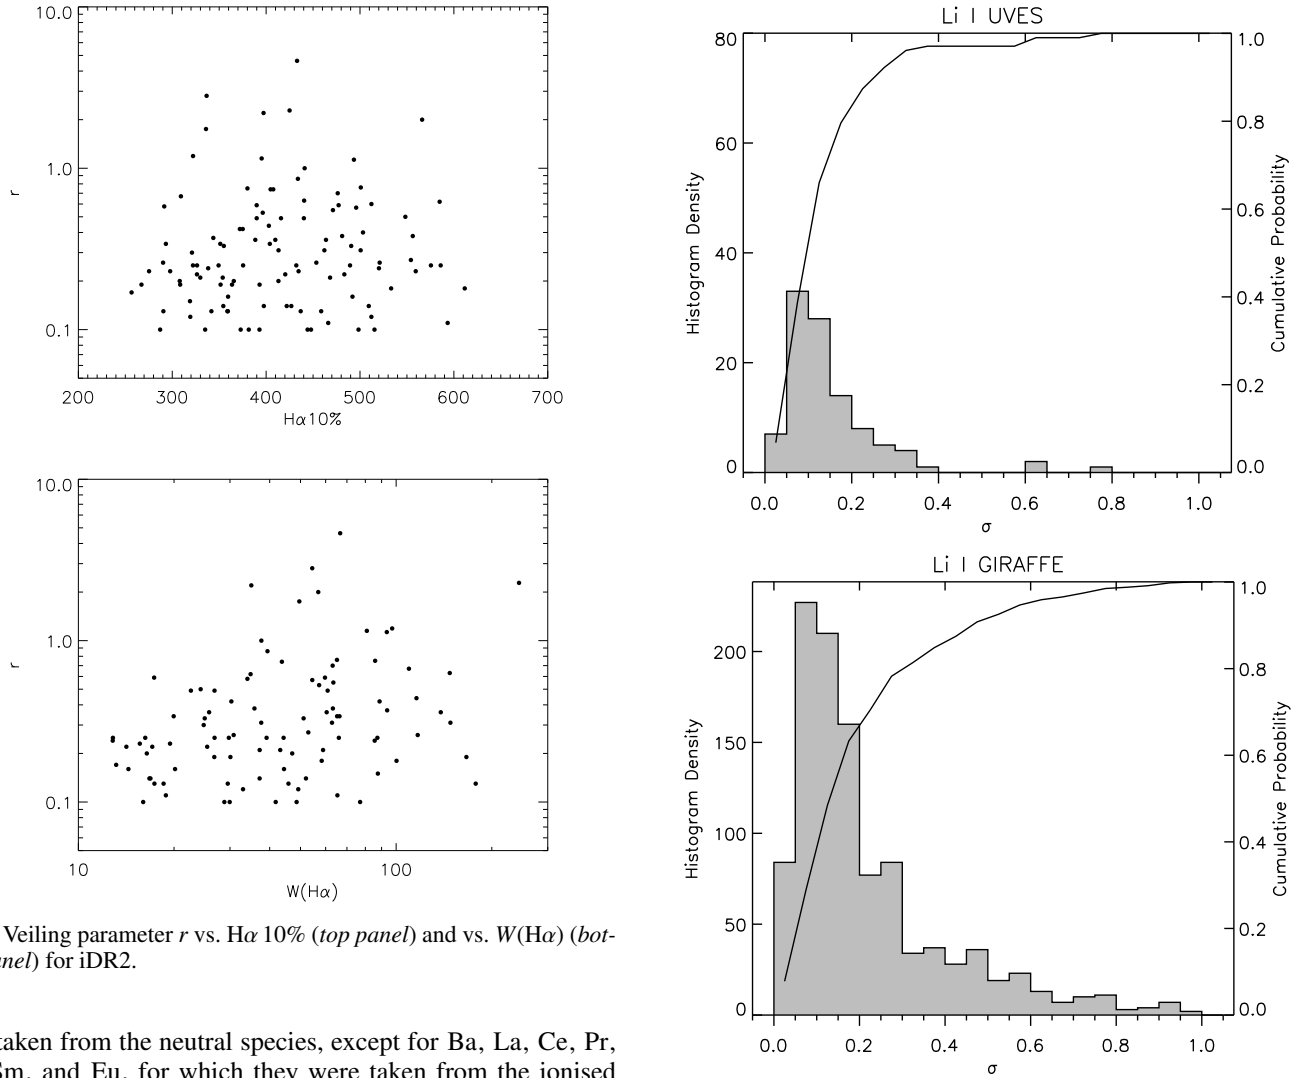 10.0
1.0
0.1
r
200 300 400 500 600 700
Hα10%
10.0
1.0
0.1
r
10 100
W(Hα)
Veiling parameter r vs. Hα 10% (top panel) and vs. W(Hα) (bot-
nel) for iDR2.
taken from the neutral species, except for Ba, La, Ce, Pr,
Sm, and Eu, for which they were taken from the ionised
Li I UVES
80
60
40
20
0
Histogram Density
1.0
0.8
0.6
0.4
0.2
0.0
Cumulative Probability
0.0 0.2 0.4 0.6 0.8 1.0
σ
Li I GIRAFFE
200
150
100
50
0
Histogram Density
1.0
0.8
0.6
0.4
0.2
0.0
Cumulative Probability
0.0 0.2 0.4 0.6 0.8 1.0
σ